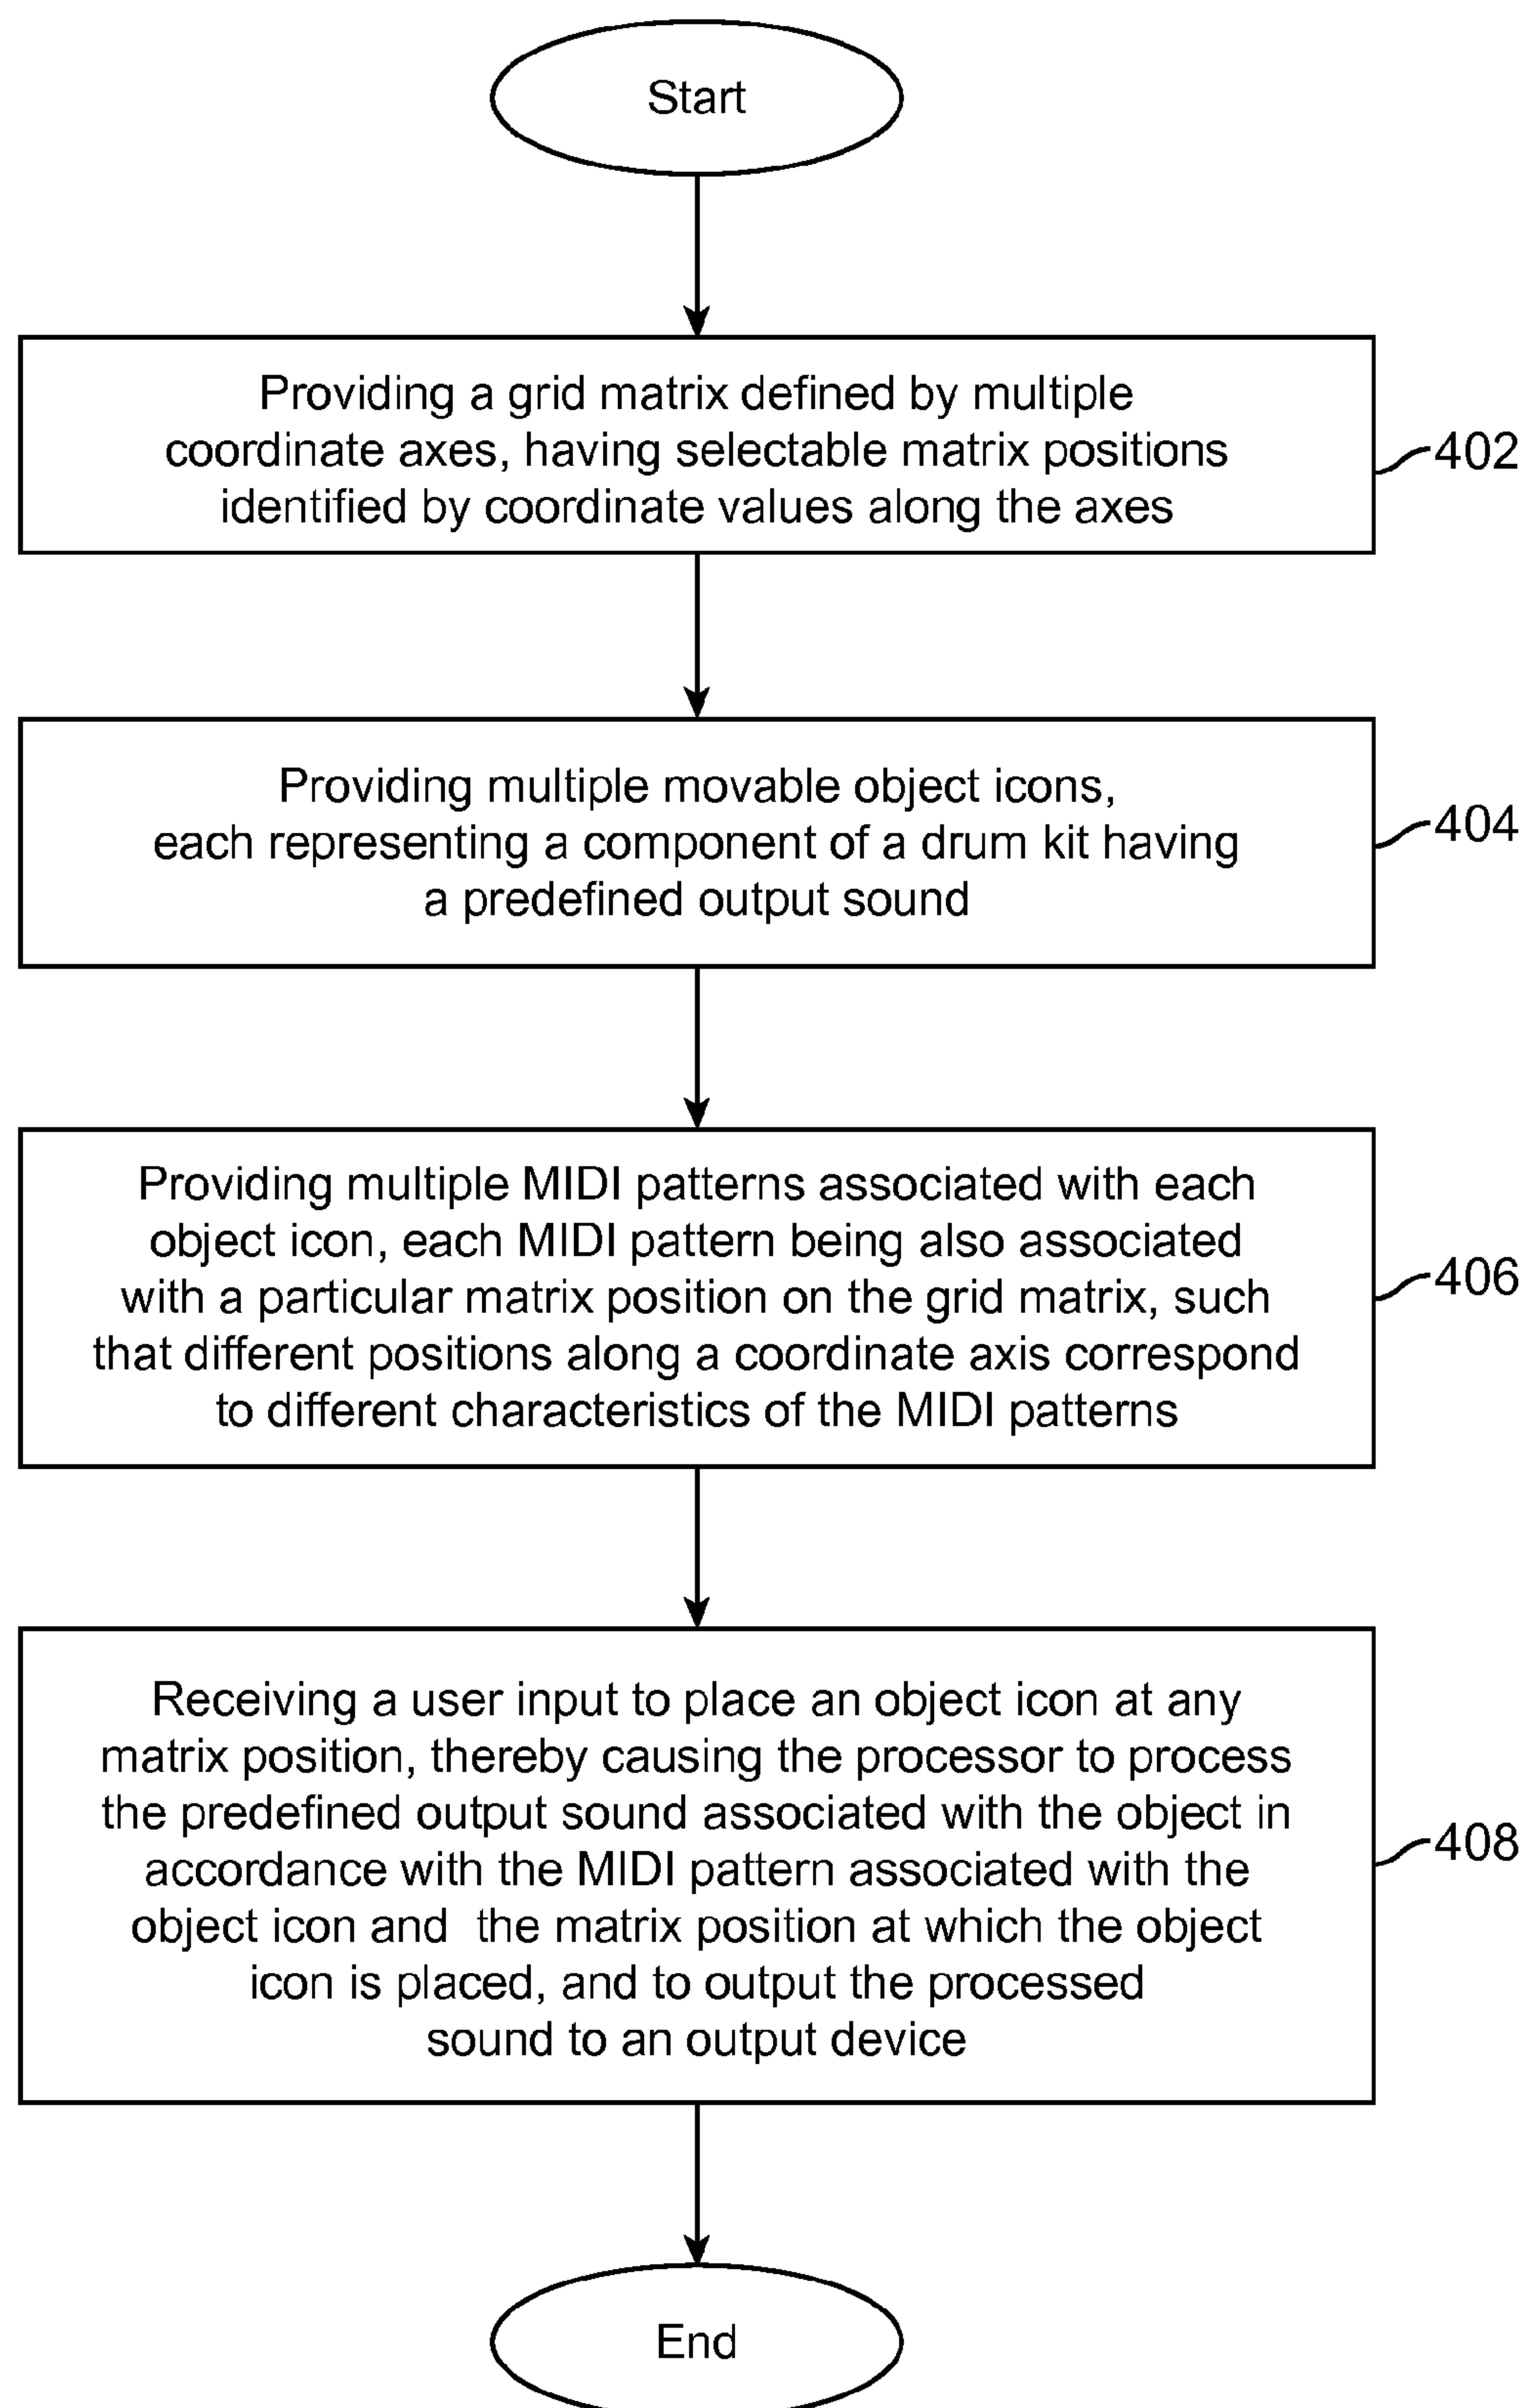 Start
Providing a grid matrix defined by multiple
coordinate axes, having selectable matrix positions
identified by coordinate values along the axes
402
Providing multiple movable object icons,
each representing a component of a drum kit having
a predefined output sound
404
Providing multiple MIDI patterns associated with each
object icon, each MIDI pattern being also associated
with a particular matrix position on the grid matrix, such
that different positions along a coordinate axis correspond
to different characteristics of the MIDI patterns
406
Receiving a user input to place an object icon at any
matrix position, thereby causing the processor to process
the predefined output sound associated with the object in
accordance with the MIDI pattern associated with the
object icon and the matrix position at which the object
icon is placed, and to output the processed
sound to an output device
408
End